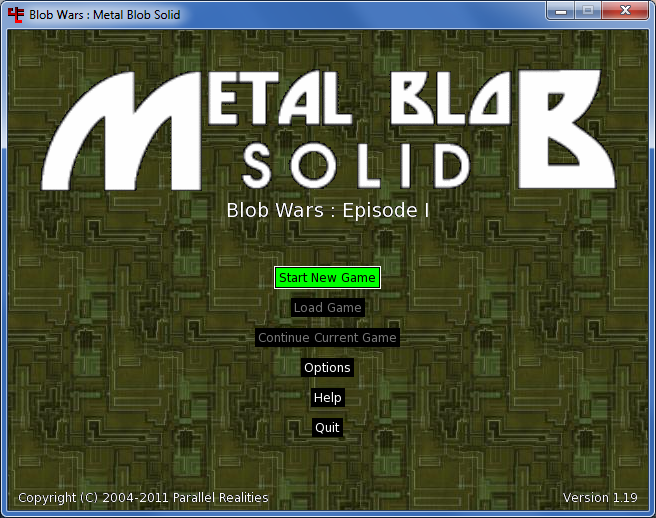 Blob Wars : Metal Blob Solid
METAL BLOB
SOLID
Blob Wars : Episode I
Start New Game
Load Game
Continue Current Game
Options
Help
Quit
Copyright (C) 2004-2011 Parallel Realities
Version 1.19